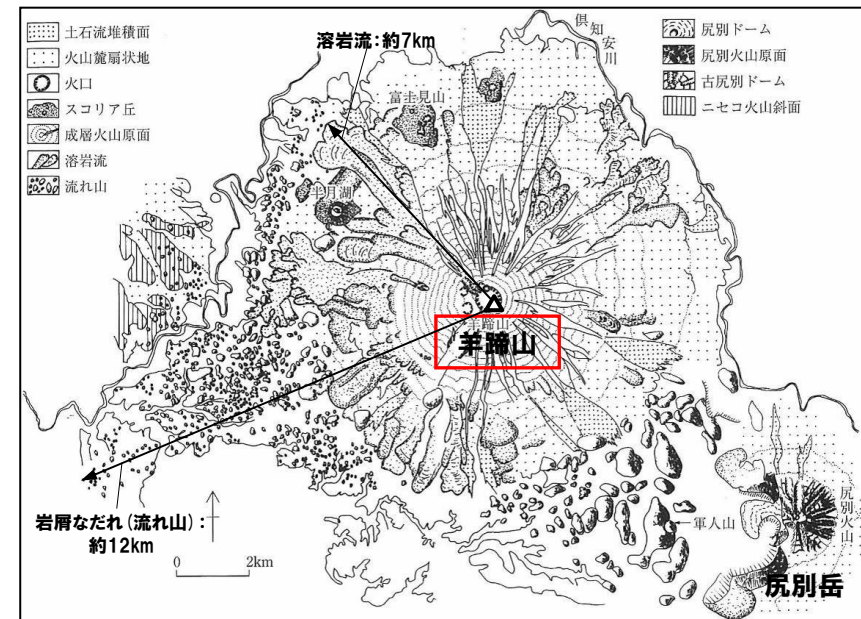 土石流堆積面
火山麓扇状地
火口
スコリア丘
成層火山原面
溶岩流
流れ山
溶岩流:約7km
倶知安川
尻別ドーム
尻別火山原面
古尻別ドーム
ニセコ火山斜面
富士見山
半月湖
羊蹄山
羊蹄山
岩屑なだれ(流れ山):
約12km
0 2km
軍人山
尻別火山
尻別岳